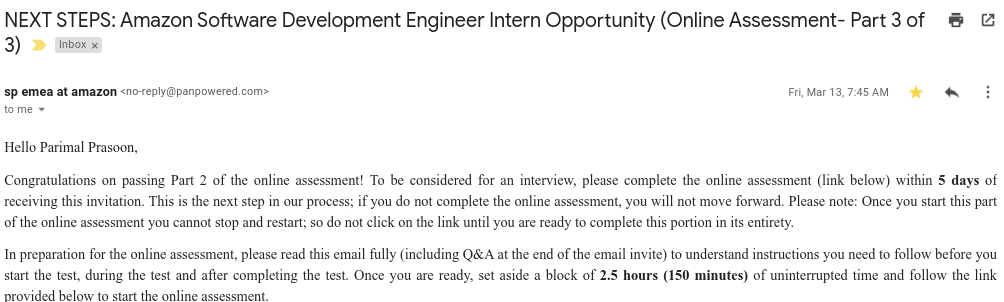 NEXT STEPS: Amazon Software Development Engineer Intern Opportunity (Online Assessment- Part 3 of
3) Inbox ×
sp emea at amazon <no-reply@panpowered.com> Fri, Mar 13, 7:45 AM
to me
Hello Parimal Prasoon,
Congratulations on passing Part 2 of the online assessment! To be considered for an interview, please complete the online assessment (link below) within 5 days of
receiving this invitation. This is the next step in our process; if you do not complete the online assessment, you will not move forward. Please note: Once you start this part
of the online assessment you cannot stop and restart; so do not click on the link until you are ready to complete this portion in its entirety.
In preparation for the online assessment, please read this email fully (including Q&A at the end of the email invite) to understand instructions you need to follow before you
start the test, during the test and after completing the test. Once you are ready, set aside a block of 2.5 hours (150 minutes) of uninterrupted time and follow the link
provided below to start the online assessment.